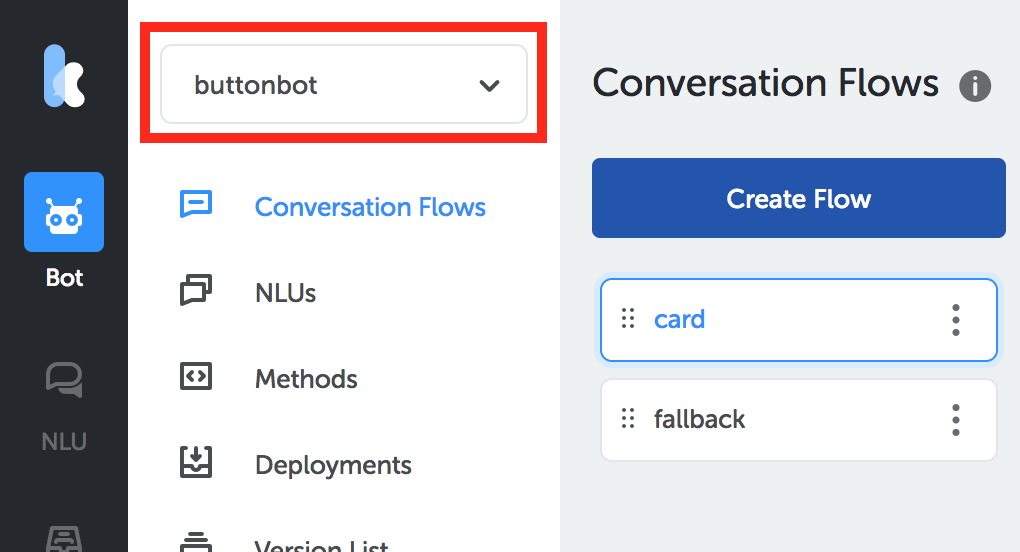 buttonbot
Conversation Flows
NLUs
Methods
Deployments
Version List
Bot
NLU
Conversation Flows
Create Flow
card
fallback